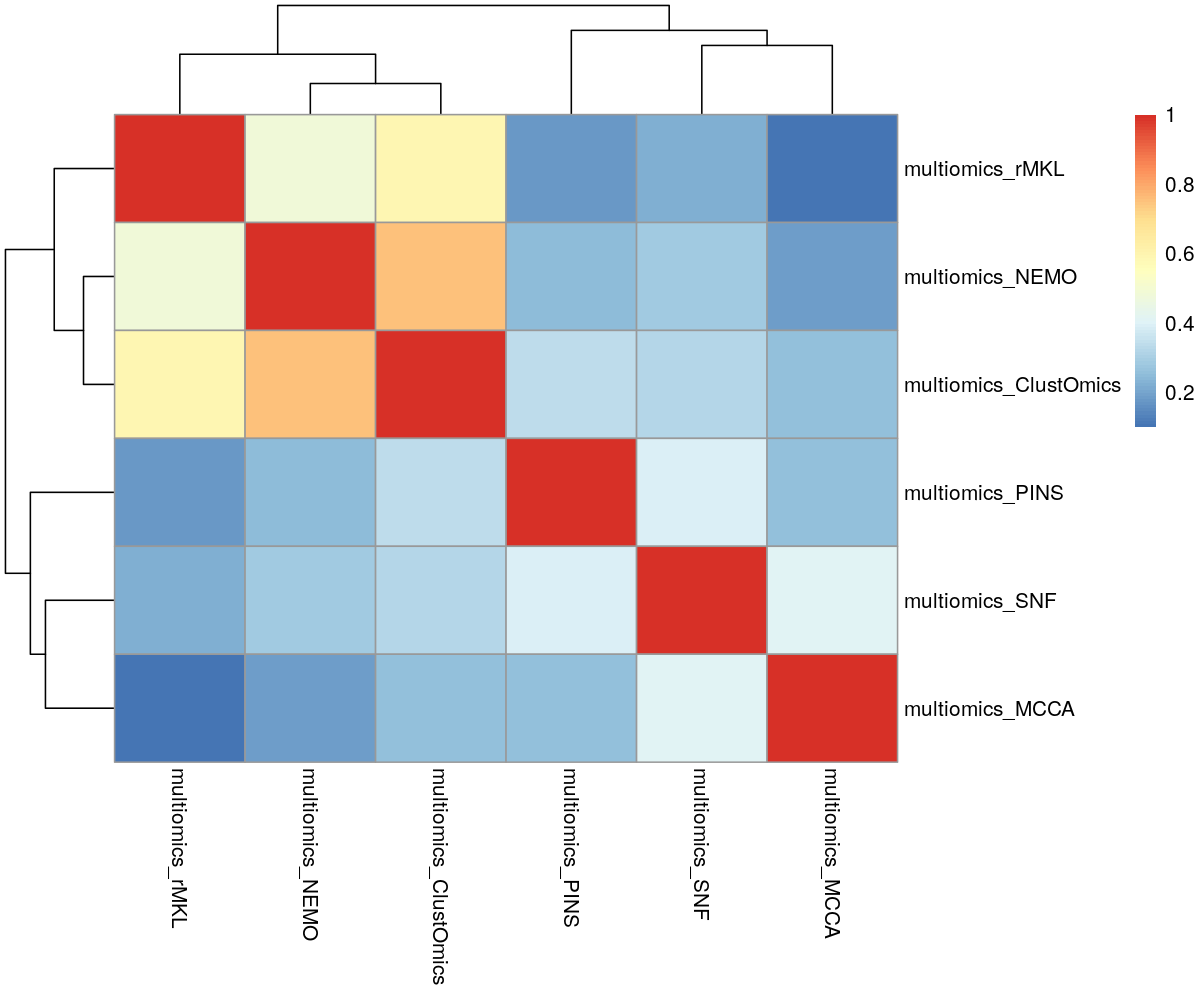 1
0.8
0.6
0.4
0.2
multiomics_rMKL
multiomics_NEMO
multiomics_ClustOmics
multiomics_PINS
multiomics_SNF
multiomics_MCCA
multiomics_rMKL
multiomics_NEMO
multiomics_ClustOmics
multiomics_PINS
multiomics_SNF
multiomics_MCCA